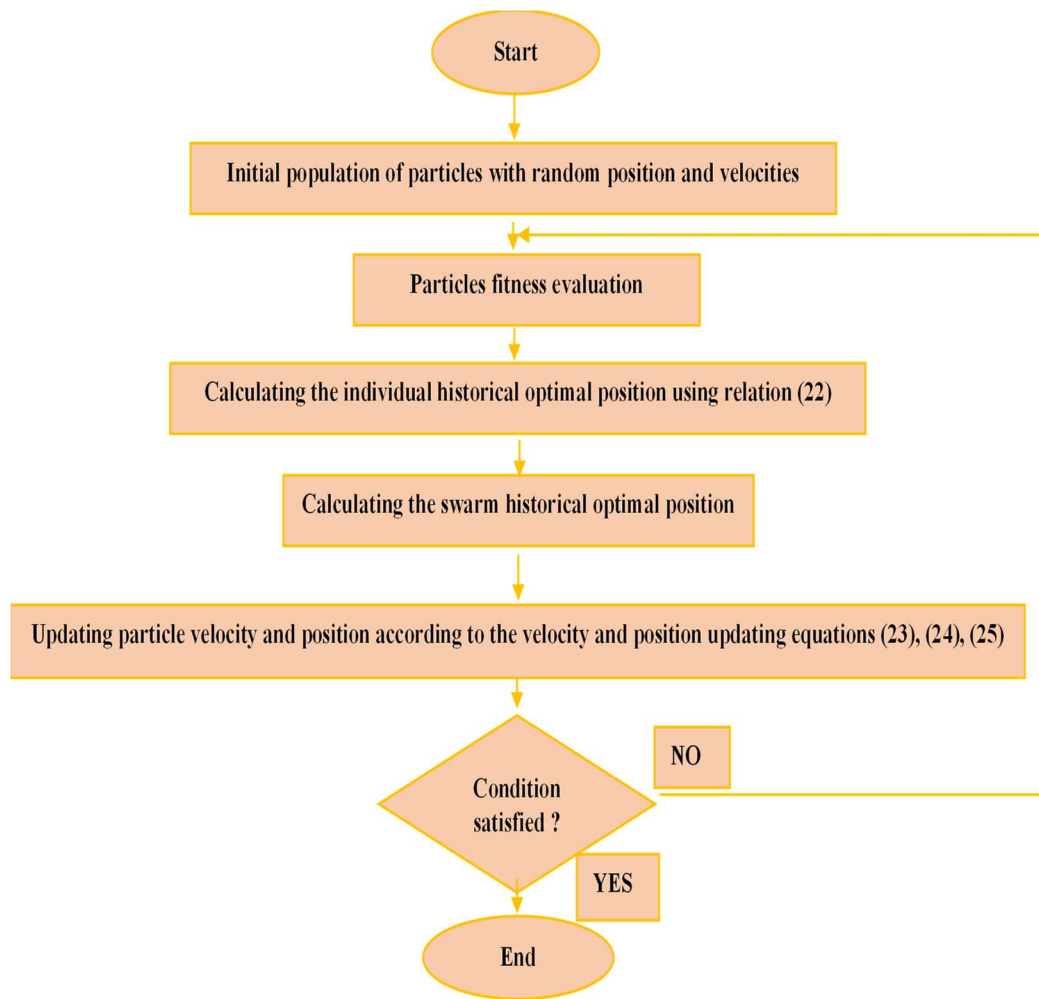 Start
Initial population of particles with random position and velocities
Particles fitness evaluation
Calculating the individual historical optimal position using relation (22)
Calculating the swarm historical optimal position
Updating particle velocity and position according to the velocity and position updating equations (23), (24), (25)
NO
Condition
satisfied ?
YES
End